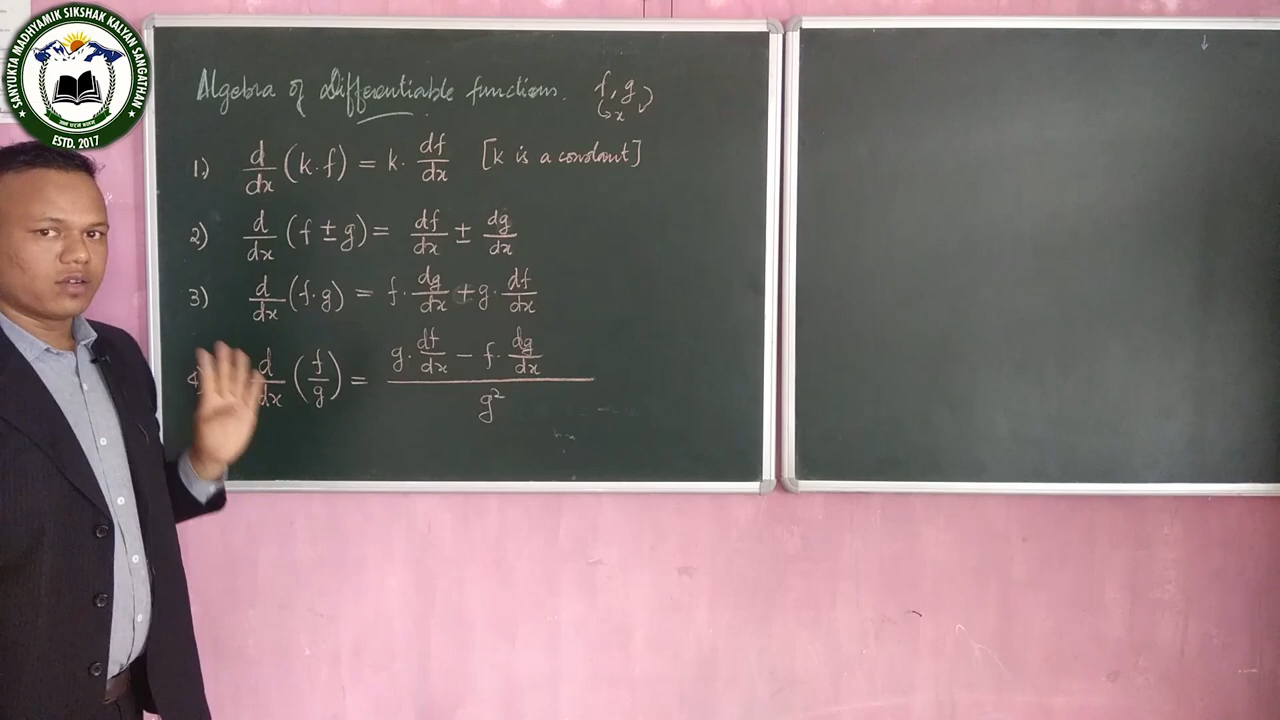 SANYUKTA MADHYAMIK SIKSHAK KALYAN SANGATHAN
ESTD. 2017
Algebra of Differentiable functions. f, g
x
1) d/dx (k·f) = k· df/dx [k is a constant]
2) d/dx (f ± g) = df/dx ± dg/dx
3) d/dx (f·g) = f· dg/dx + g· df/dx
4) d/dx (f/g) = (g· df/dx − f· dg/dx) / g²